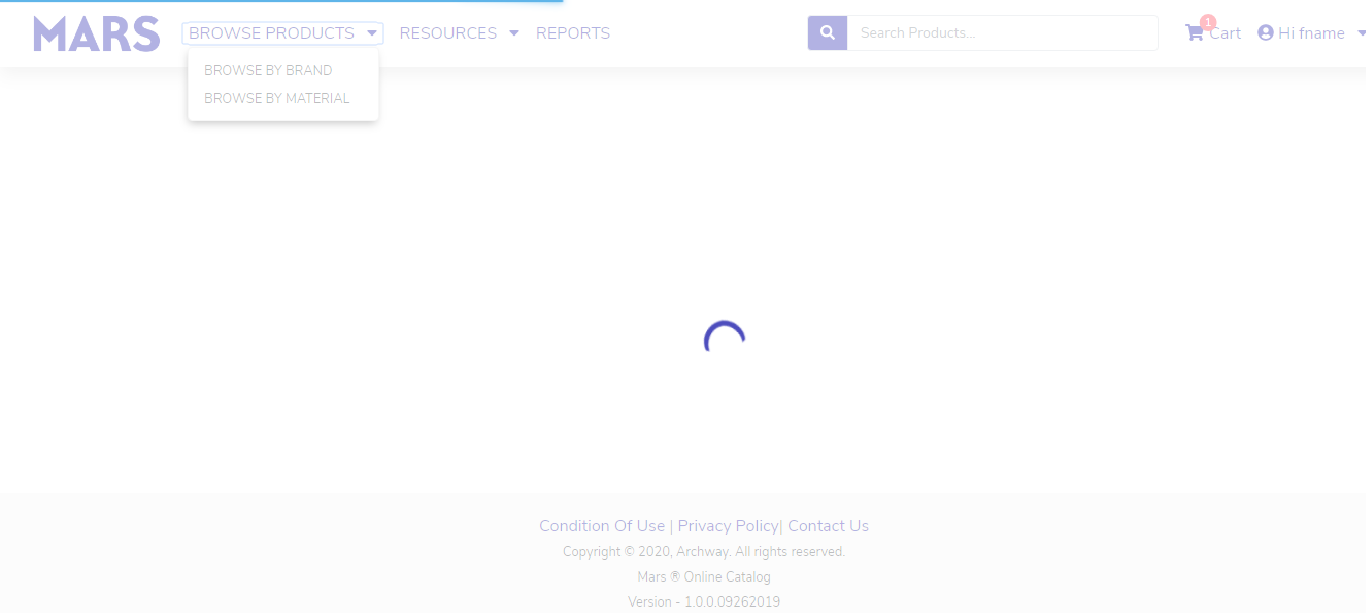 MARS BROWSE PRODUCTS RESOURCES REPORTS Search Products... 1 Cart Hi fname
BROWSE BY BRAND
BROWSE BY MATERIAL
Condition Of Use | Privacy Policy| Contact Us
Copyright © 2020, Archway. All rights reserved.
Mars ® Online Catalog
Version - 1.0.0.09262019